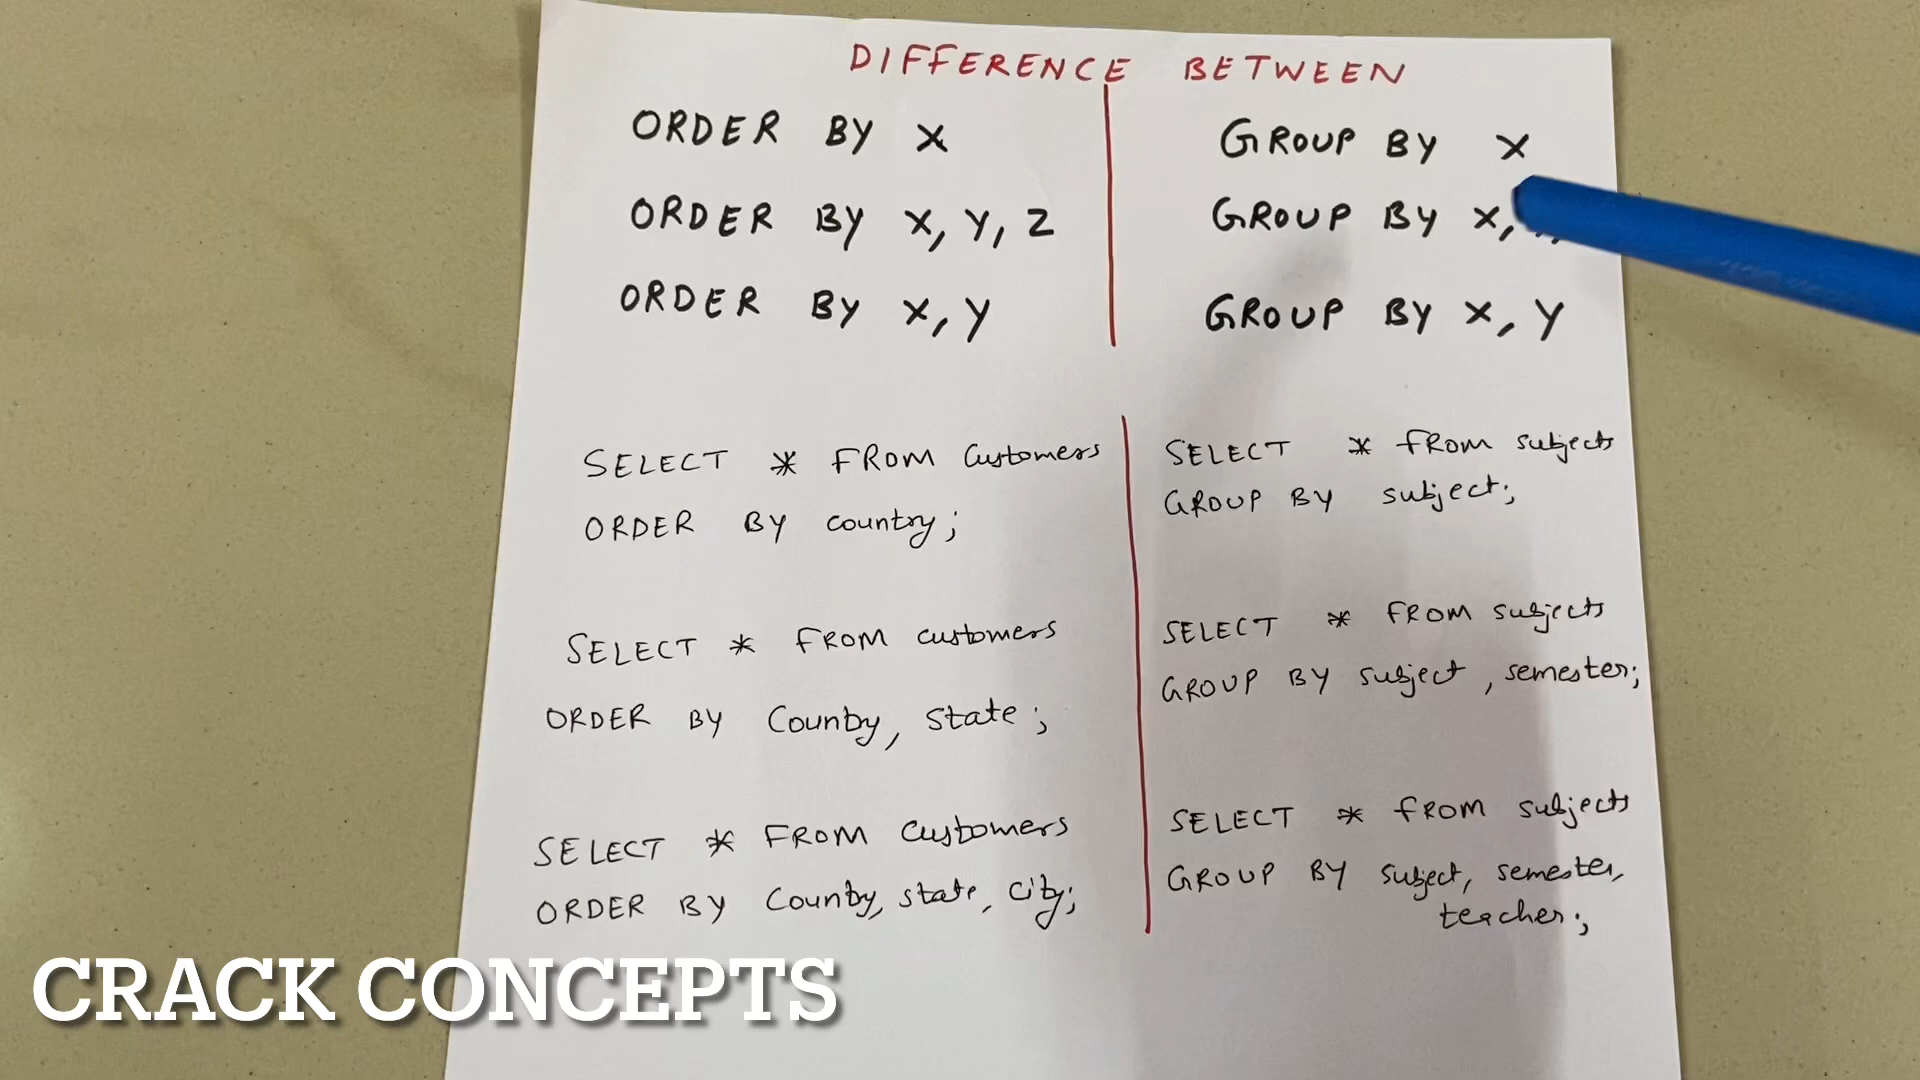 DIFFERENCE BETWEEN
ORDER BY X
ORDER BY X, Y, Z
ORDER BY X, Y
GROUP BY X
GROUP BY X,
GROUP BY X, Y
SELECT * FROM Customers
ORDER BY country;
SELECT * FROM customers
ORDER BY Country, state;
SELECT * FROM customers
ORDER BY Country, state, city;
SELECT * FROM subjects
GROUP BY subject;
SELECT * FROM subjects
GROUP BY subject, semester;
SELECT * FROM subjects
GROUP BY subject, semester,
teacher;
CRACK CONCEPTS